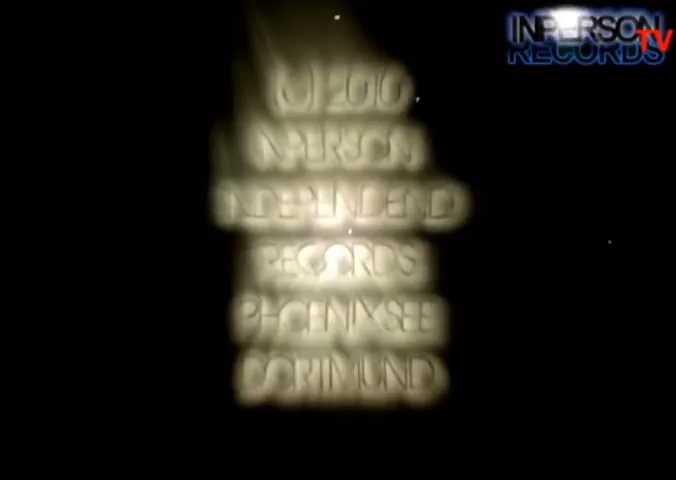 INPERSON
RECORDS TV
(C) 2010
INPERSON
INDEPENDEND
RECORDS
PHOENIXSEE
DORTMUND